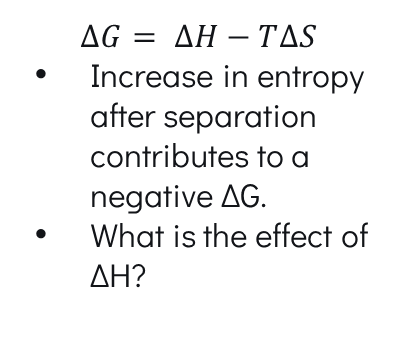 ΔG = ΔH − TΔS
• Increase in entropy
after separation
contributes to a
negative ΔG.
• What is the effect of
ΔH?